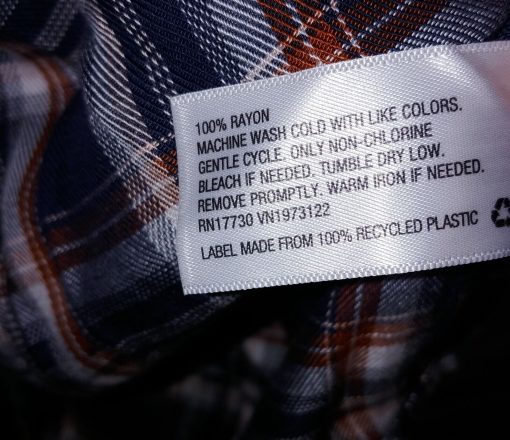 100% RAYON
MACHINE WASH COLD WITH LIKE COLORS.
GENTLE CYCLE. ONLY NON-CHLORINE
BLEACH IF NEEDED. TUMBLE DRY LOW.
REMOVE PROMPTLY. WARM IRON IF NEEDED.
RN17730 VN1973122
LABEL MADE FROM 100% RECYCLED PLASTIC